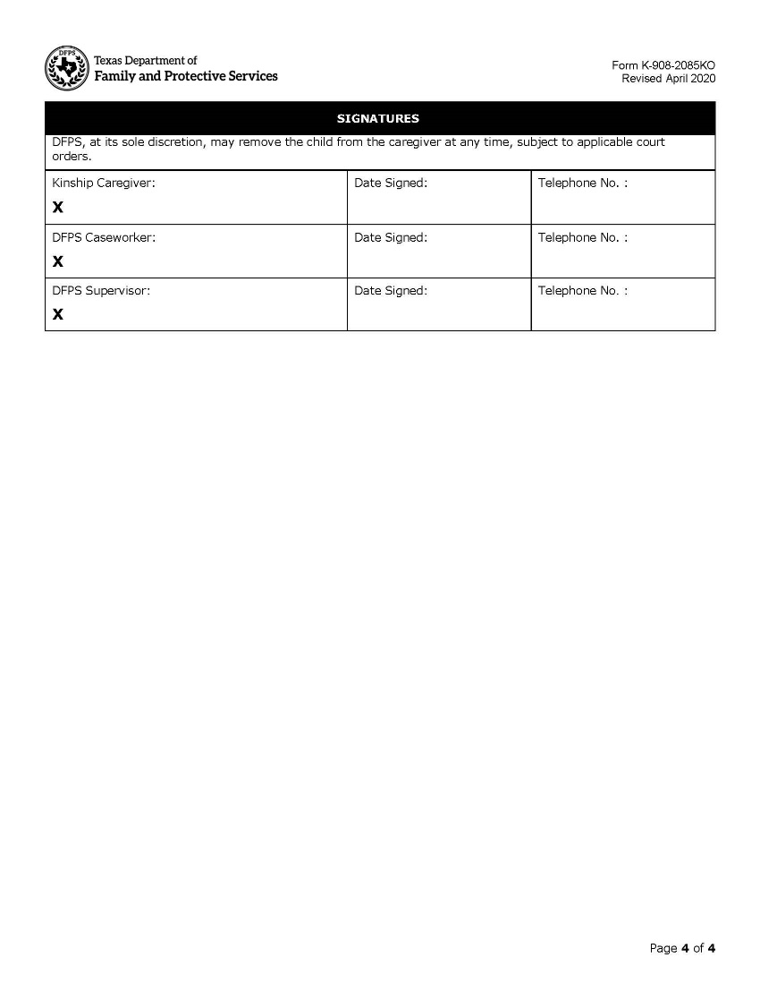 DFPS
Texas Department of
Family and Protective Services
Form K-908-2085KO
Revised April 2020
SIGNATURES
DFPS, at its sole discretion, may remove the child from the caregiver at any time, subject to applicable court
orders.
Kinship Caregiver: Date Signed: Telephone No. :
X
DFPS Caseworker: Date Signed: Telephone No. :
X
DFPS Supervisor: Date Signed: Telephone No. :
X
Page 4 of 4